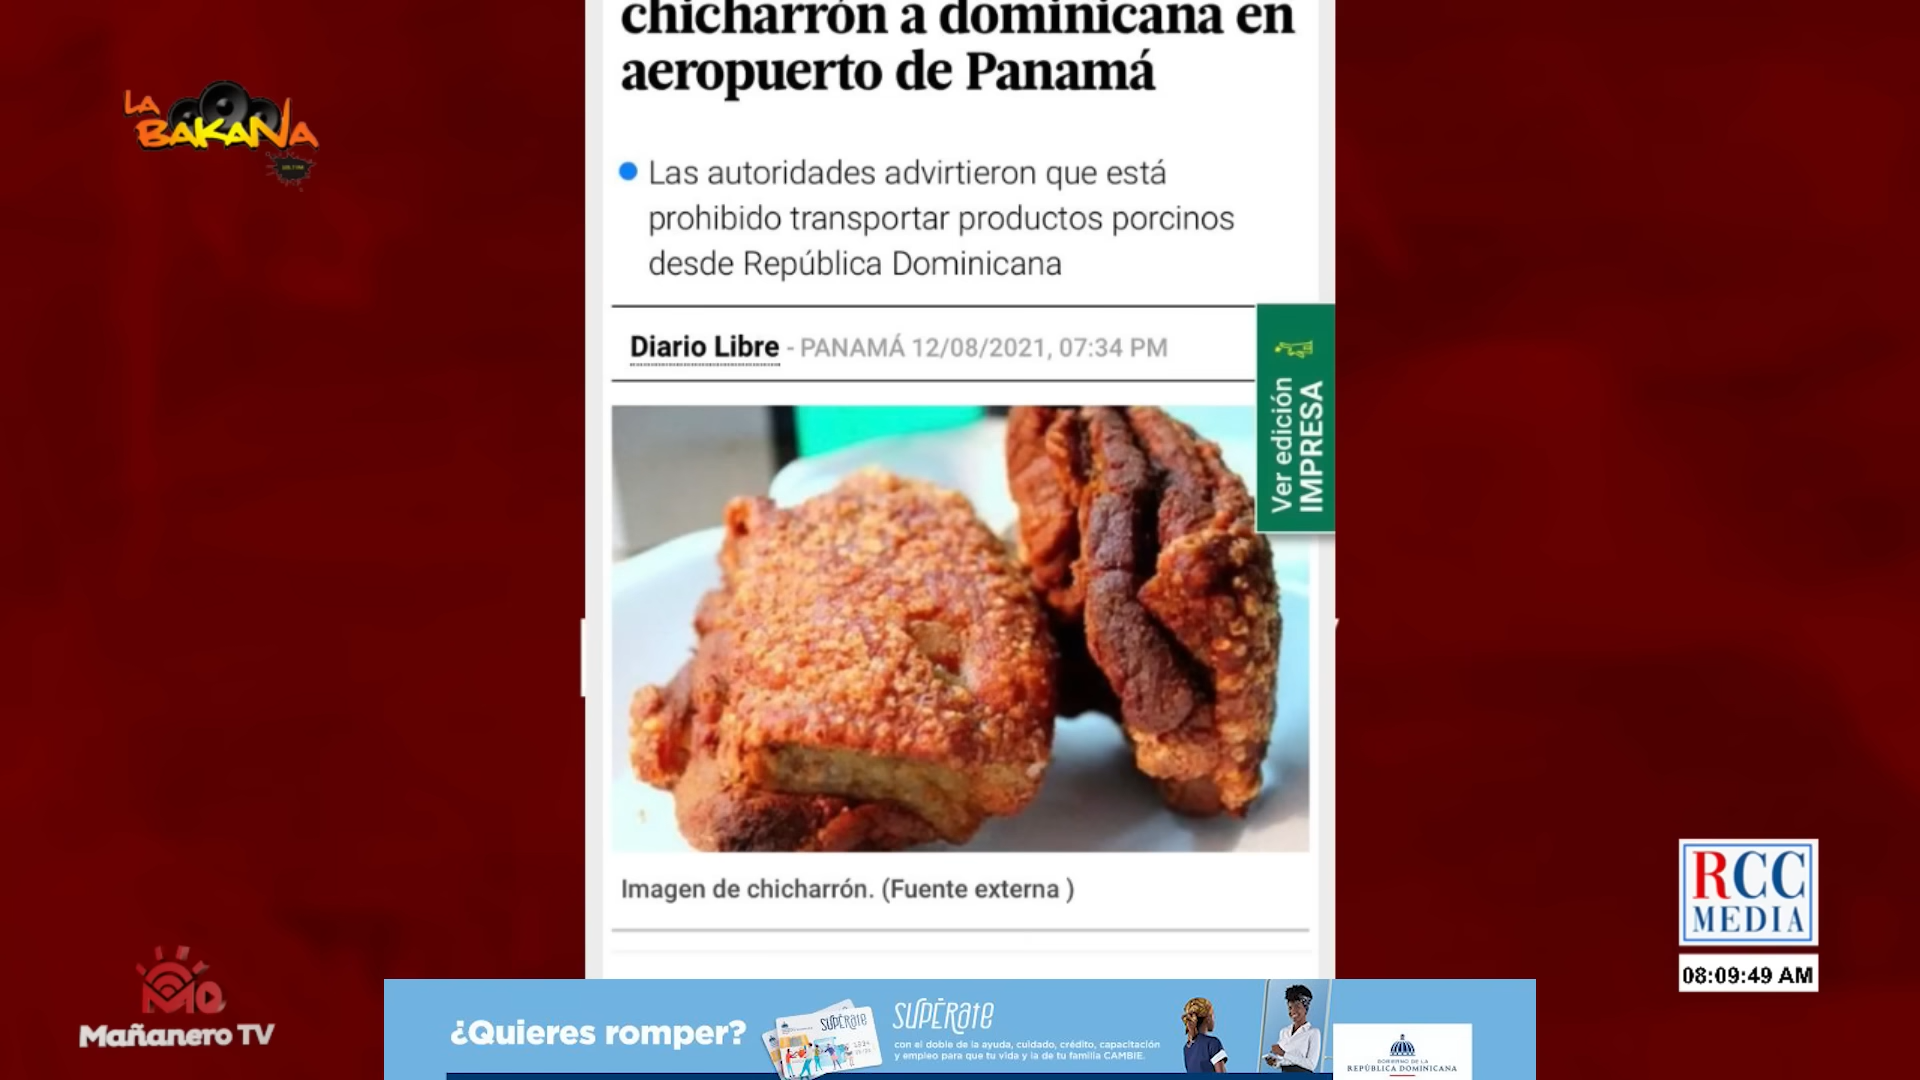 chicharrón a dominicana en
aeropuerto de Panamá
LA
BAKANA
Las autoridades advirtieron que está
prohibido transportar productos porcinos
desde República Dominicana
Diario Libre - PANAMÁ 12/08/2021, 07:34 PM
Ver edición
IMPRESA
Imagen de chicharrón. (Fuente externa )
RCC
MEDIA
08:09:49 AM
Mañanero TV
¿Quieres romper?
SUPÉRATE
SUPÉRATE
con el doble de la ayuda, cuidado, crédito, capacitación
y empleo para que tu vida y la de tu familia CAMBIE.
GOBIERNO DE LA
REPÚBLICA DOMINICANA